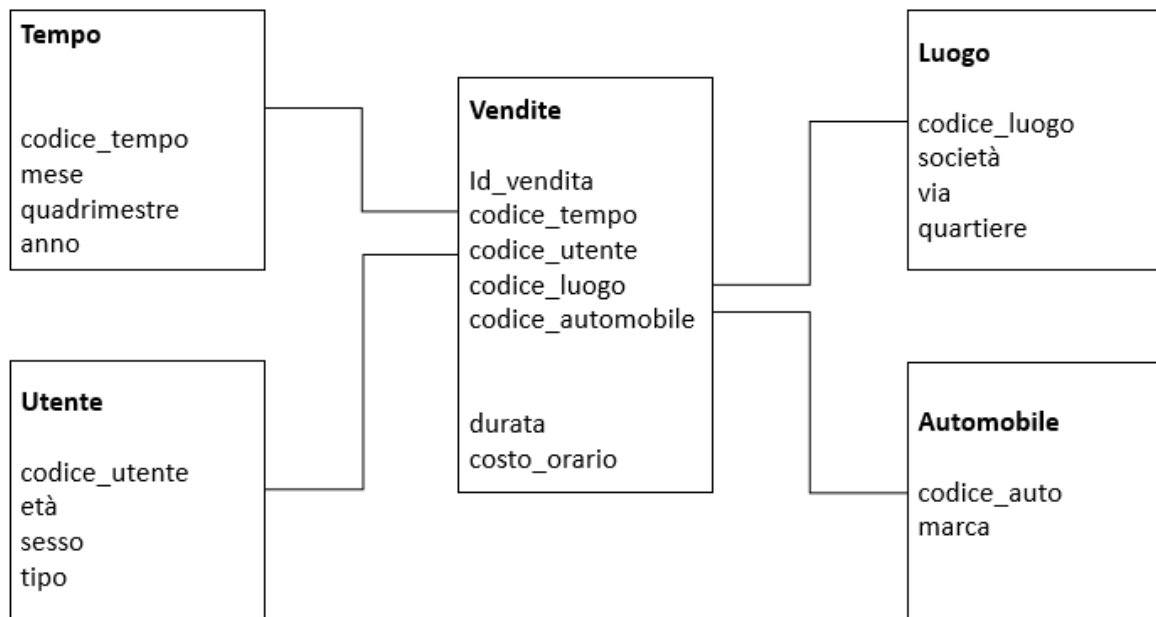 Tempo
codice_tempo
mese
quadrimestre
anno
Utente
codice_utente
età
sesso
tipo
Vendite
Id_vendita
codice_tempo
codice_utente
codice_luogo
codice_automobile
durata
costo_orario
Luogo
codice_luogo
società
via
quartiere
Automobile
codice_auto
marca